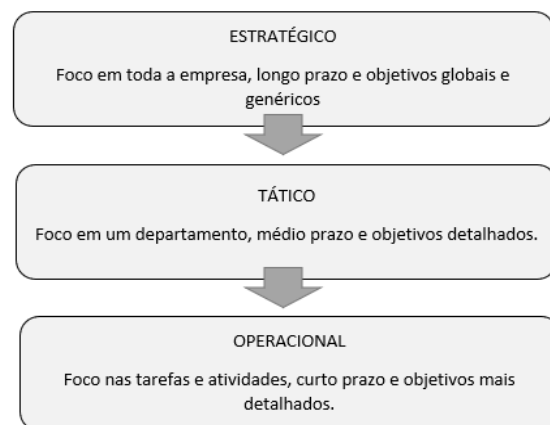 ESTRATÉGICO
Foco em toda a empresa, longo prazo e objetivos globais e
genéricos
TÁTICO
Foco em um departamento, médio prazo e objetivos detalhados.
OPERACIONAL
Foco nas tarefas e atividades, curto prazo e objetivos mais
detalhados.